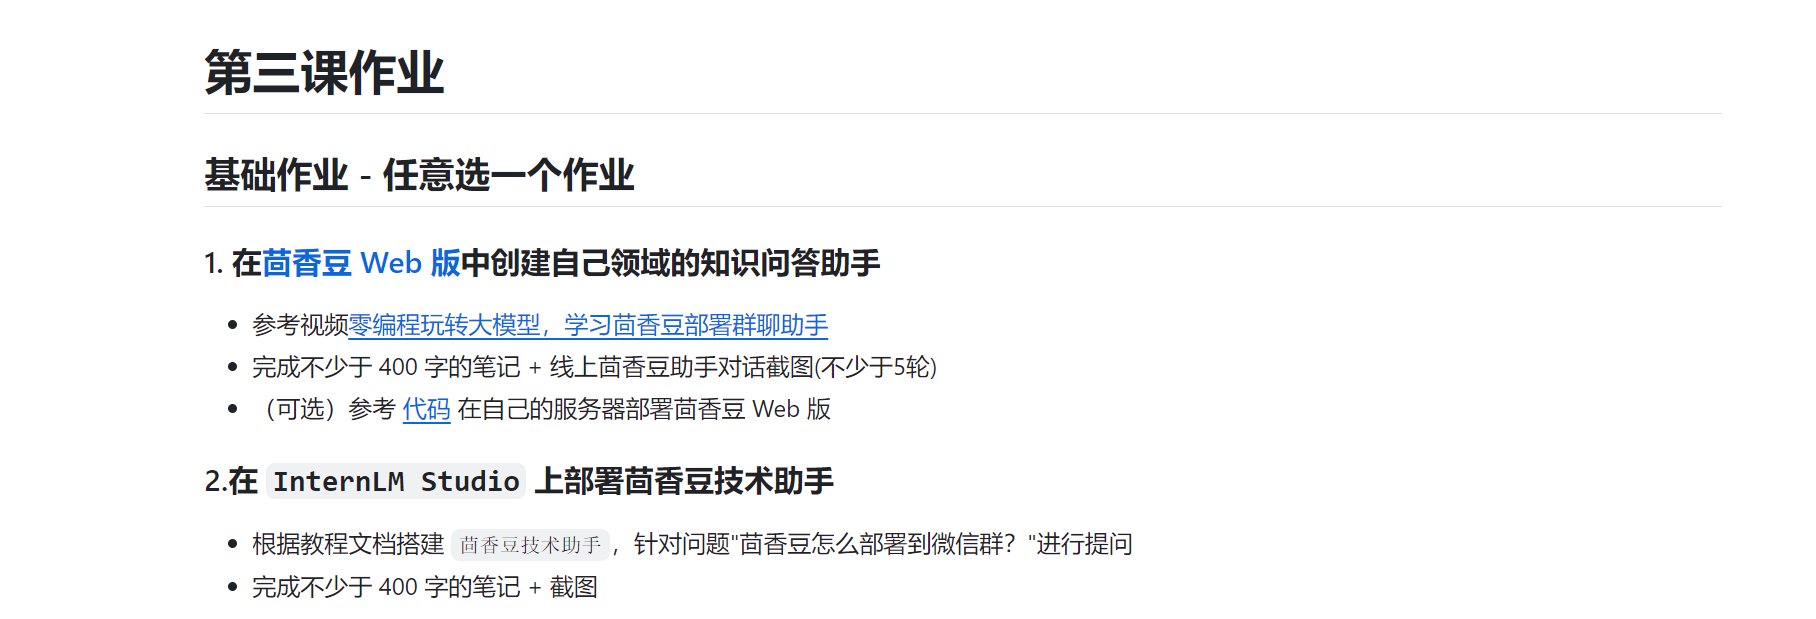 第三课作业
基础作业 - 任意选一个作业
1. 在茴香豆 Web 版中创建自己领域的知识问答助手
参考视频零编程玩转大模型，学习茴香豆部署群聊助手
完成不少于 400 字的笔记 + 线上茴香豆助手对话截图(不少于5轮)
（可选）参考 代码 在自己的服务器部署茴香豆 Web 版
2.在 InternLM Studio 上部署茴香豆技术助手
根据教程文档搭建 茴香豆技术助手，针对问题"茴香豆怎么部署到微信群？"进行提问
完成不少于 400 字的笔记 + 截图